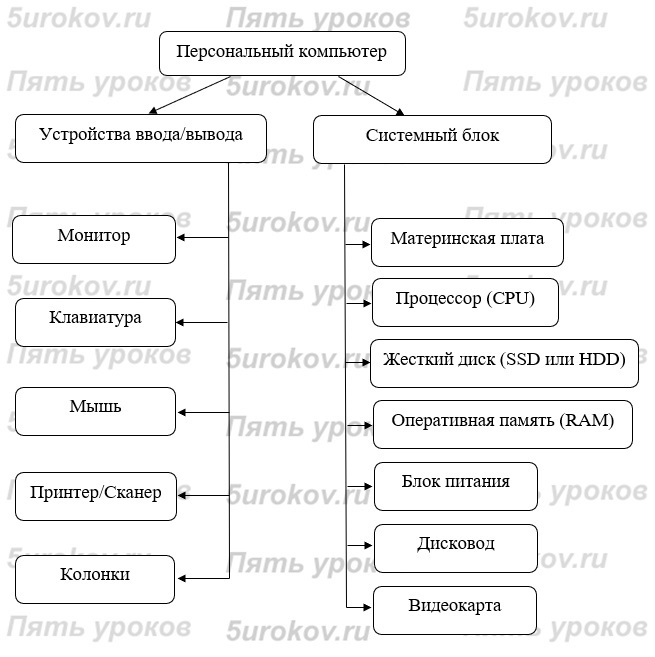 Персональный компьютер
Устройства ввода/вывода
Системный блок
Монитор
Клавиатура
Мышь
Принтер/Сканер
Колонки
Материнская плата
Процессор (CPU)
Жесткий диск (SSD или HDD)
Оперативная память (RAM)
Блок питания
Дисковод
Видеокарта
5urokov.ru
Пять уроков